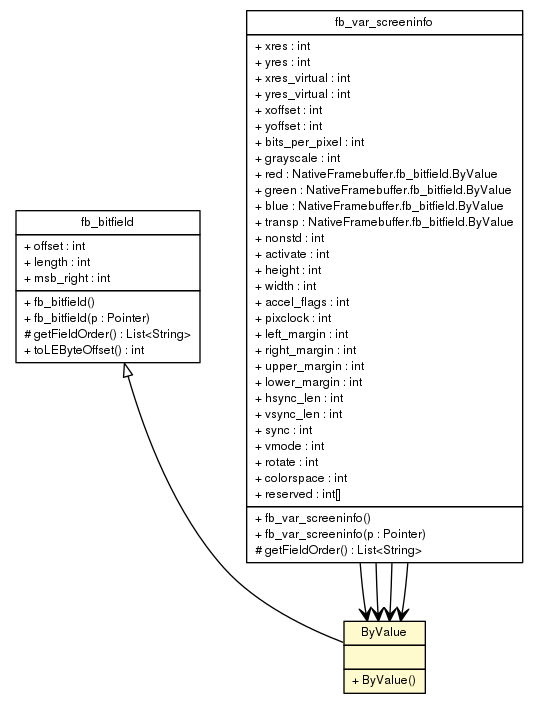 fb_var_screeninfo
+ xres : int
+ yres : int
+ xres_virtual : int
+ yres_virtual : int
+ xoffset : int
+ yoffset : int
+ bits_per_pixel : int
+ grayscale : int
+ red : NativeFramebuffer.fb_bitfield.ByValue
+ green : NativeFramebuffer.fb_bitfield.ByValue
+ blue : NativeFramebuffer.fb_bitfield.ByValue
+ transp : NativeFramebuffer.fb_bitfield.ByValue
+ nonstd : int
+ activate : int
+ height : int
+ width : int
+ accel_flags : int
+ pixclock : int
+ left_margin : int
+ right_margin : int
+ upper_margin : int
+ lower_margin : int
+ hsync_len : int
+ vsync_len : int
+ sync : int
+ vmode : int
+ rotate : int
+ colorspace : int
+ reserved : int[]
+ fb_var_screeninfo()
+ fb_var_screeninfo(p : Pointer)
# getFieldOrder() : List<String>
fb_bitfield
+ offset : int
+ length : int
+ msb_right : int
+ fb_bitfield()
+ fb_bitfield(p : Pointer)
# getFieldOrder() : List<String>
+ toLEByteOffset() : int
ByValue
+ ByValue()